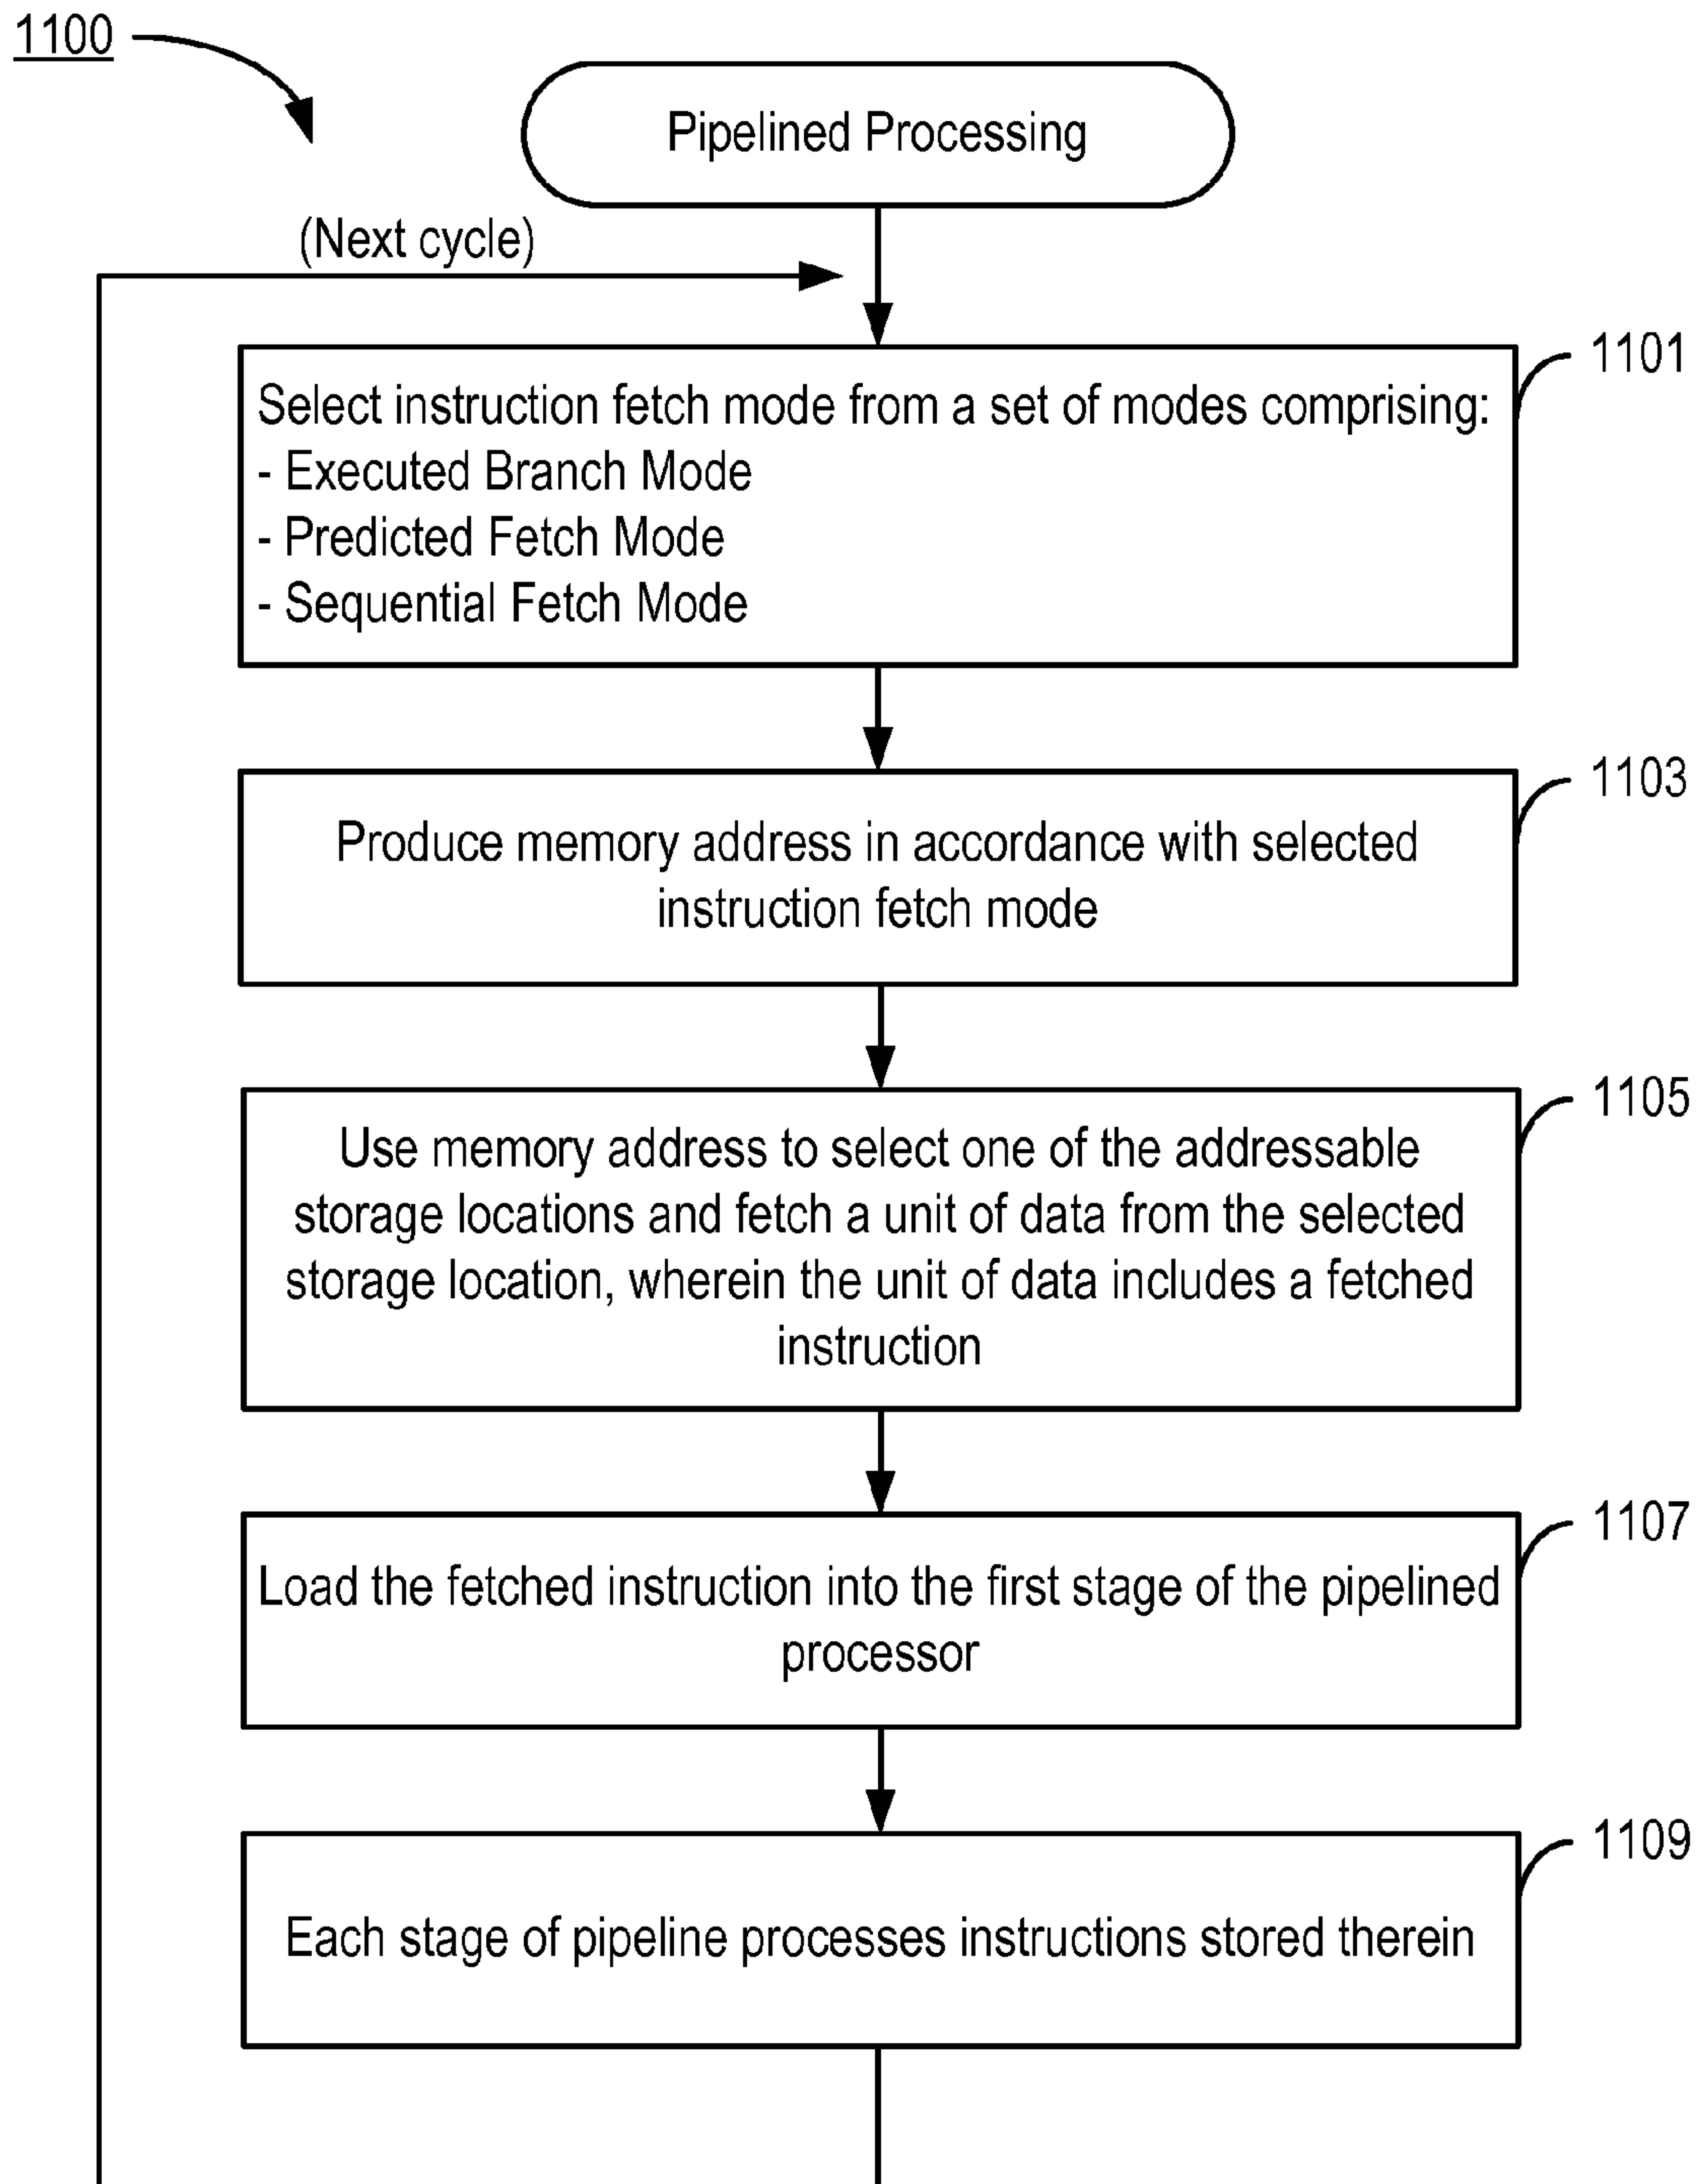 1100
Pipelined Processing
(Next cycle)
1101
Select instruction fetch mode from a set of modes comprising:
- Executed Branch Mode
- Predicted Fetch Mode
- Sequential Fetch Mode
1103
Produce memory address in accordance with selected
instruction fetch mode
1105
Use memory address to select one of the addressable
storage locations and fetch a unit of data from the selected
storage location, wherein the unit of data includes a fetched
instruction
1107
Load the fetched instruction into the first stage of the pipelined
processor
1109
Each stage of pipeline processes instructions stored therein